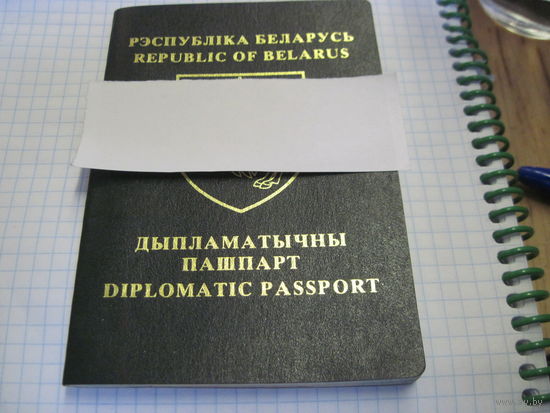 РЭСПУБЛІКА БЕЛАРУСЬ
REPUBLIC OF BELARUS
ДЫПЛАМАТЫЧНЫ
ПАШПАРТ
DIPLOMATIC PASSPORT